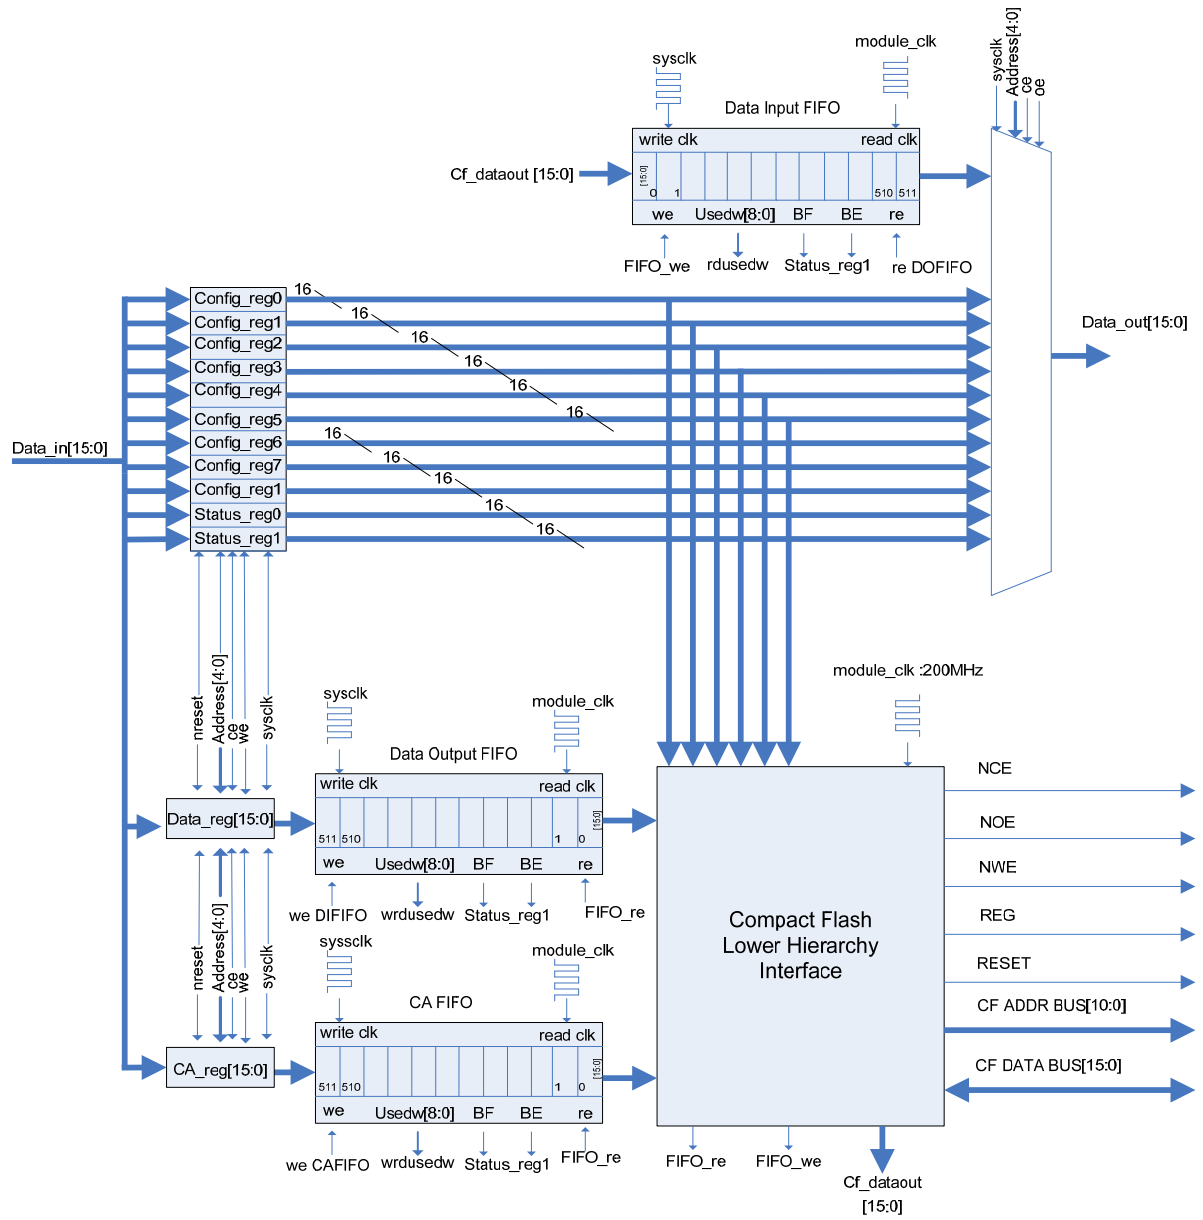 module_clk
sysclk
Data Input FIFO
sysclk
Address[4:0]
ce
oe
write clk
read clk
Cf_dataout [15:0]
[15:0]
0
1
510
511
we
Usedw[8:0]
BF
BE
re
FIFO_we
rdusedw
Status_reg1
re DOFIFO
Config_reg0
16
Config_reg1
16
Config_reg2
16
Config_reg3
16
Config_reg4
16
Config_reg5
16
Config_reg6
16
Config_reg7
16
Config_reg1
16
Status_reg0
16
Status_reg1
16
Data_out[15:0]
Data_in[15:0]
nreset
Address[4:0]
ce
we
sysclk
module_clk :200MHz
sysclk
module_clk
Data Output FIFO
write clk
read clk
Data_reg[15:0]
511
510
1
0
[15:0]
we
Usedw[8:0]
BF
BE
re
we DIFIFO
wrdusedw
Status_reg1
FIFO_re
nreset
Address[4:0]
ce
we
sysclk
syssclk
module_clk
CA FIFO
write clk
read clk
CA_reg[15:0]
511
510
1
0
[15:0]
we
Usedw[8:0]
BF
BE
re
we CAFIFO
wrdusedw
Status_reg1
FIFO_re
Compact Flash
Lower Hierarchy
Interface
NCE
NOE
NWE
REG
RESET
CF ADDR BUS[10:0]
CF DATA BUS[15:0]
FIFO_re
FIFO_we
Cf_dataout
[15:0]